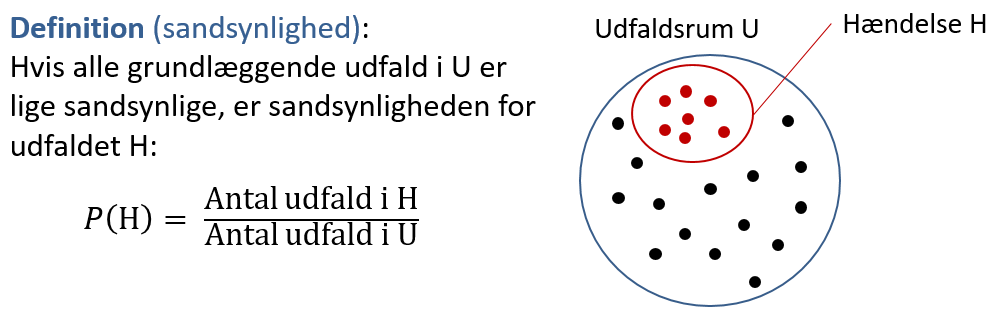 Definition (sandsynlighed):
Hvis alle grundlæggende udfald i U er
lige sandsynlige, er sandsynligheden for
udfaldet H:
P(H) = Antal udfald i H
Antal udfald i U
Udfaldsrum U
Hændelse H